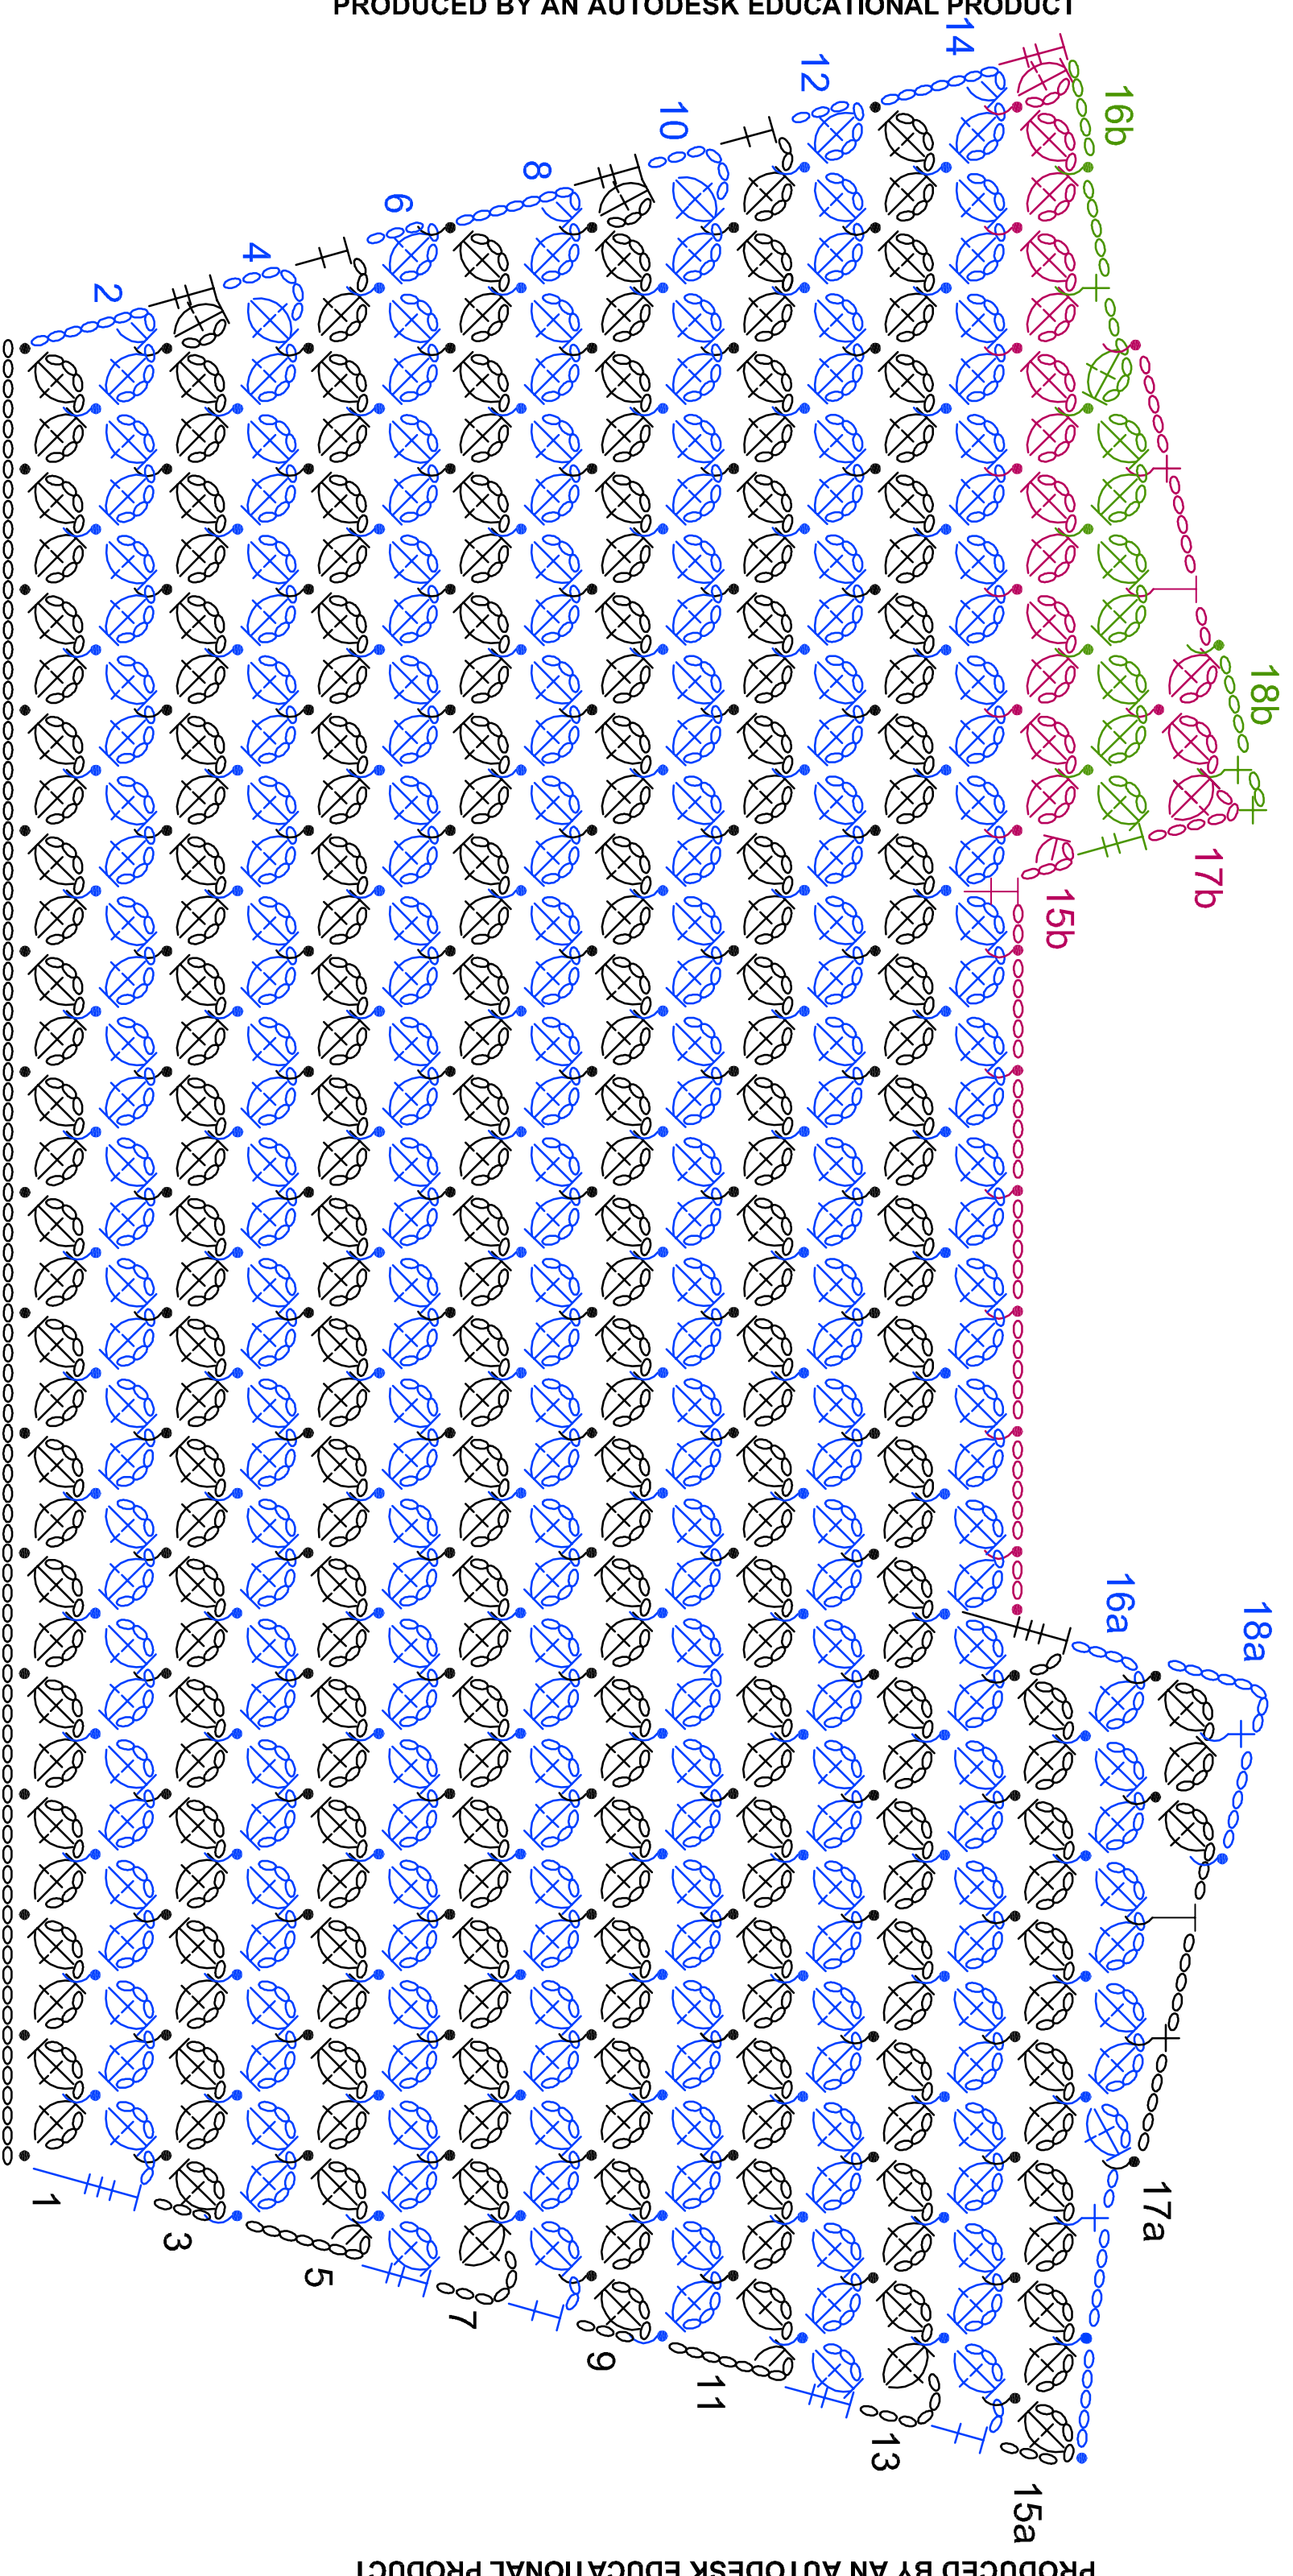 PRODUCED BY AN AUTODESK EDUCATIONAL PRODUCT
14
12
16b
10
8
6
4
2
18b
17b
15b
16a
18a
17a
1
3
5
7
9
11
13
15a
PRODUCED BY AN AUTODESK EDUCATIONAL PRODUCT